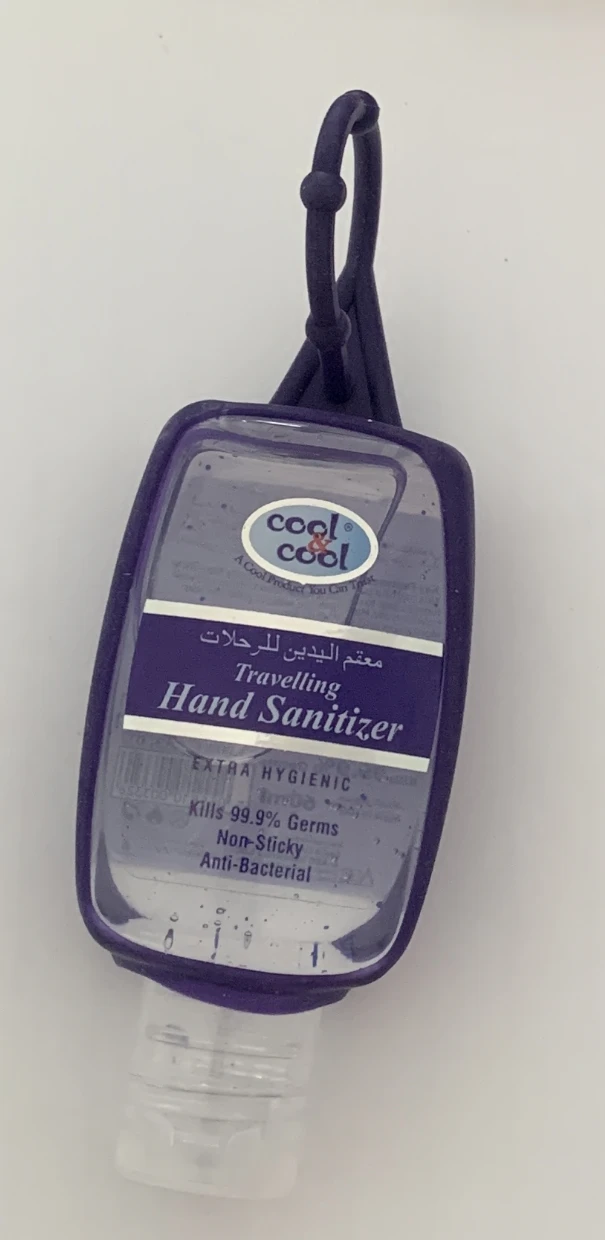 cool ®
&
cool
A Cool Product You Can Trust
معقم اليدين للرحلات
Travelling
Hand Sanitizer
EXTRA HYGIENIC
Kills 99.9% Germs
Non-Sticky
Anti-Bacterial